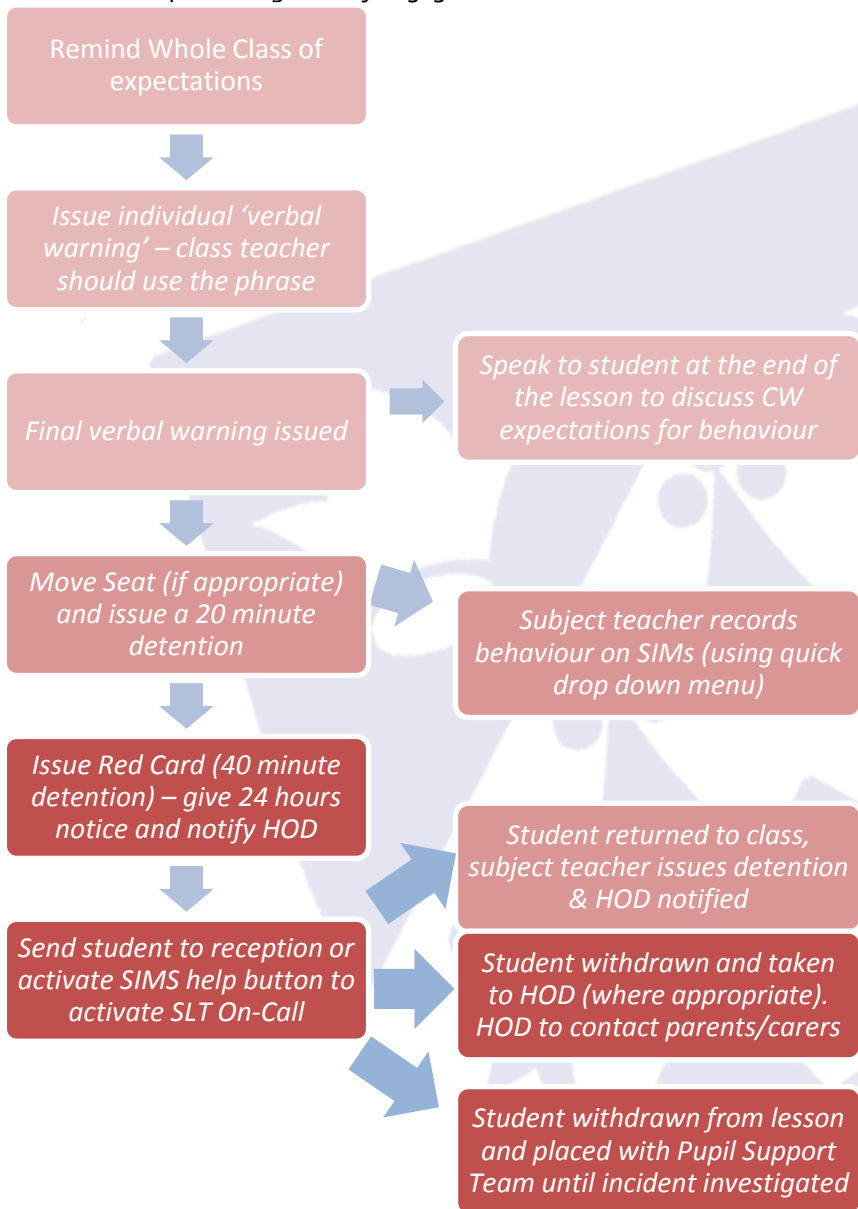 Remind Whole Class of
expectations
Issue individual ‘verbal
warning’ – class teacher
should use the phrase
Final verbal warning issued
Speak to student at the end of
the lesson to discuss CW
expectations for behaviour
Move Seat (if appropriate)
and issue a 20 minute
detention
Subject teacher records
behaviour on SIMs (using quick
drop down menu)
Issue Red Card (40 minute
detention) – give 24 hours
notice and notify HOD
Student returned to class,
subject teacher issues detention
& HOD notified
Send student to reception or
activate SIMS help button to
activate SLT On-Call
Student withdrawn and taken
to HOD (where appropriate).
HOD to contact parents/carers
Student withdrawn from lesson
and placed with Pupil Support
Team until incident investigated